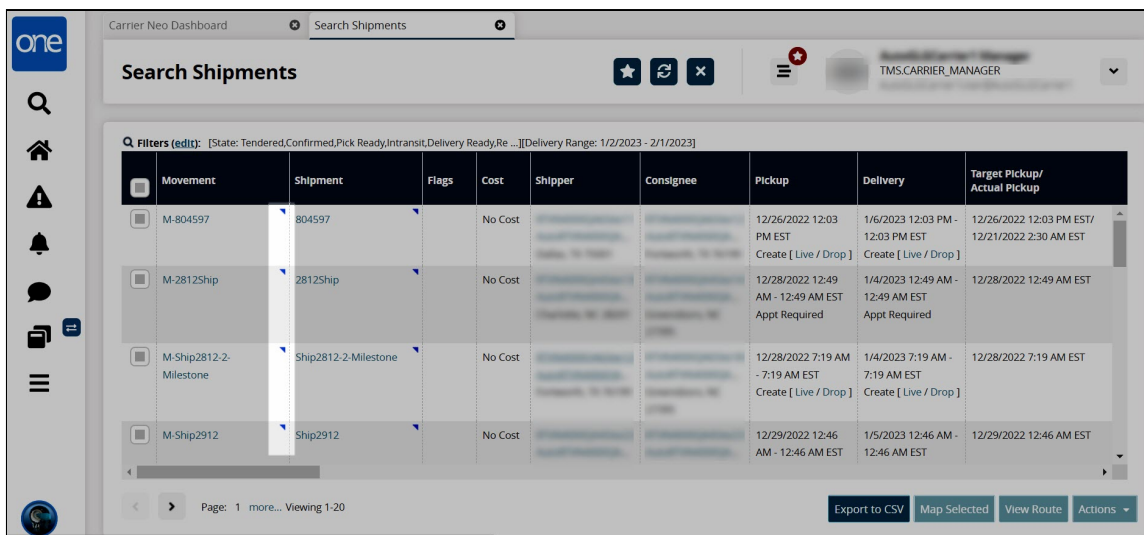 one
Carrier Neo Dashboard
Search Shipments
Search Shipments
TMS.CARRIER_MANAGER
Filters (edit): [State: Tendered,Confirmed,Pick Ready,Intransit,Delivery Ready,Re ...][Delivery Range: 1/2/2023 - 2/1/2023]
Movement Shipment Flags Cost Shipper Consignee Pickup Delivery Target Pickup/
Actual Pickup
M-804597 804597 No Cost 12/26/2022 12:03 1/6/2023 12:03 PM - 12/26/2022 12:03 PM EST/
PM EST 12:03 PM EST 12/21/2022 2:30 AM EST
Create [ Live / Drop ] Create [ Live / Drop ]
M-2812Ship 2812Ship No Cost 12/28/2022 12:49 1/4/2023 12:49 AM - 12/28/2022 12:49 AM EST
AM - 12:49 AM EST 12:49 AM EST
Appt Required Appt Required
M-Ship2812-2- Ship2812-2-Milestone No Cost 12/28/2022 7:19 AM 1/4/2023 7:19 AM - 12/28/2022 7:19 AM EST
Milestone - 7:19 AM EST 7:19 AM EST
Create [ Live / Drop ] Create [ Live / Drop ]
M-Ship2912 Ship2912 No Cost 12/29/2022 12:46 1/5/2023 12:46 AM - 12/29/2022 12:46 AM EST
AM - 12:46 AM EST 12:46 AM EST
Page: 1 more... Viewing 1-20
Export to CSV Map Selected View Route Actions